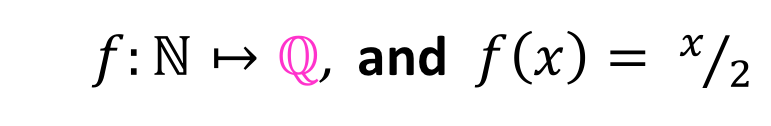 f:ℕ ↦ ℚ, and f(x) = x/2